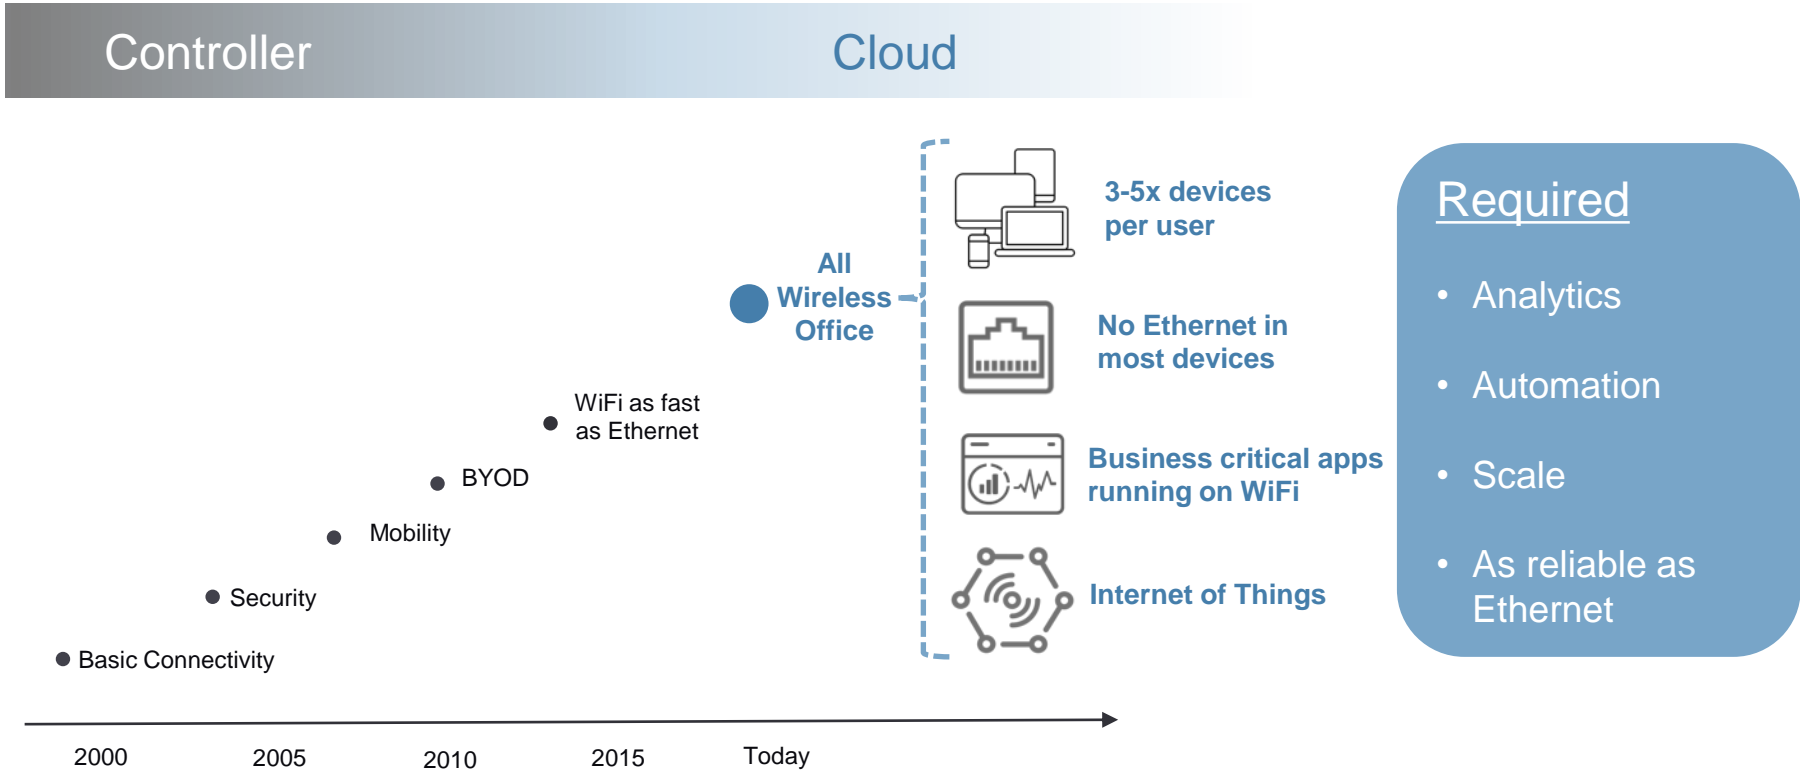 Controller
Cloud
3-5x devices
per user
All
Wireless
Office
No Ethernet in
most devices
WiFi as fast
as Ethernet
BYOD
Business critical apps
running on WiFi
Mobility
Security
Internet of Things
Basic Connectivity
2000
2005
2010
2015
Today
Required
• Analytics
• Automation
• Scale
• As reliable as
Ethernet